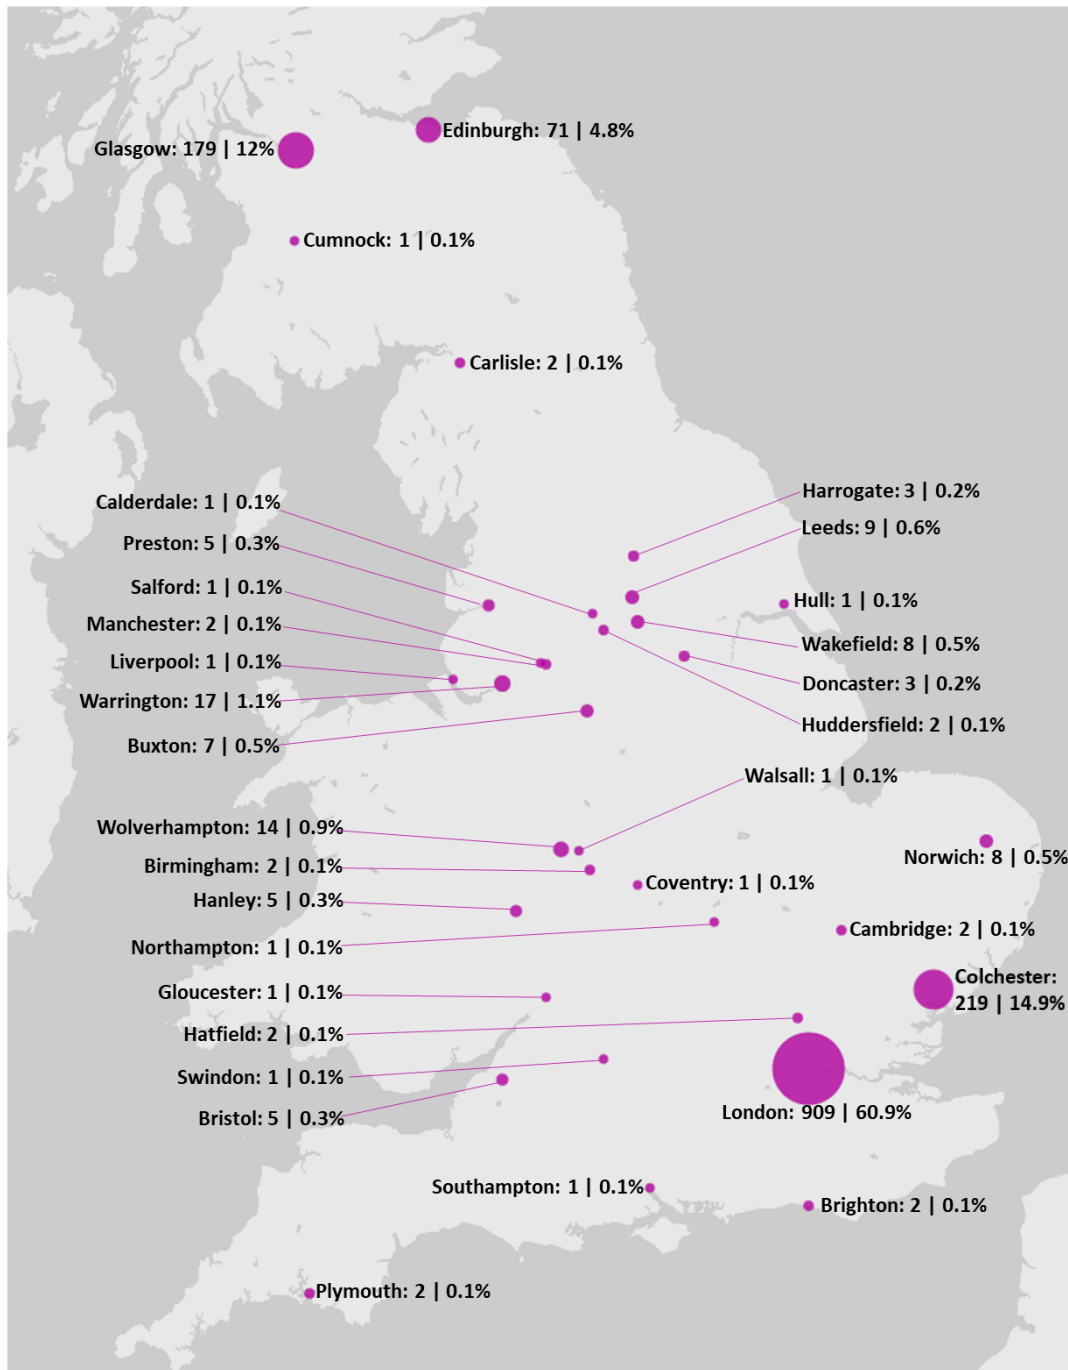 Edinburgh: 71 | 4.8%
Glasgow: 179 | 12%
Cumnock: 1 | 0.1%
Carlisle: 2 | 0.1%
Calderdale: 1 | 0.1%
Preston: 5 | 0.3%
Salford: 1 | 0.1%
Manchester: 2 | 0.1%
Liverpool: 1 | 0.1%
Warrington: 17 | 1.1%
Buxton: 7 | 0.5%
Harrogate: 3 | 0.2%
Leeds: 9 | 0.6%
Hull: 1 | 0.1%
Wakefield: 8 | 0.5%
Doncaster: 3 | 0.2%
Huddersfield: 2 | 0.1%
Walsall: 1 | 0.1%
Wolverhampton: 14 | 0.9%
Birmingham: 2 | 0.1%
Hanley: 5 | 0.3%
Northampton: 1 | 0.1%
Gloucester: 1 | 0.1%
Hatfield: 2 | 0.1%
Swindon: 1 | 0.1%
Bristol: 5 | 0.3%
Norwich: 8 | 0.5%
Coventry: 1 | 0.1%
Cambridge: 2 | 0.1%
Colchester:
219 | 14.9%
London: 909 | 60.9%
Southampton: 1 | 0.1%
Brighton: 2 | 0.1%
Plymouth: 2 | 0.1%